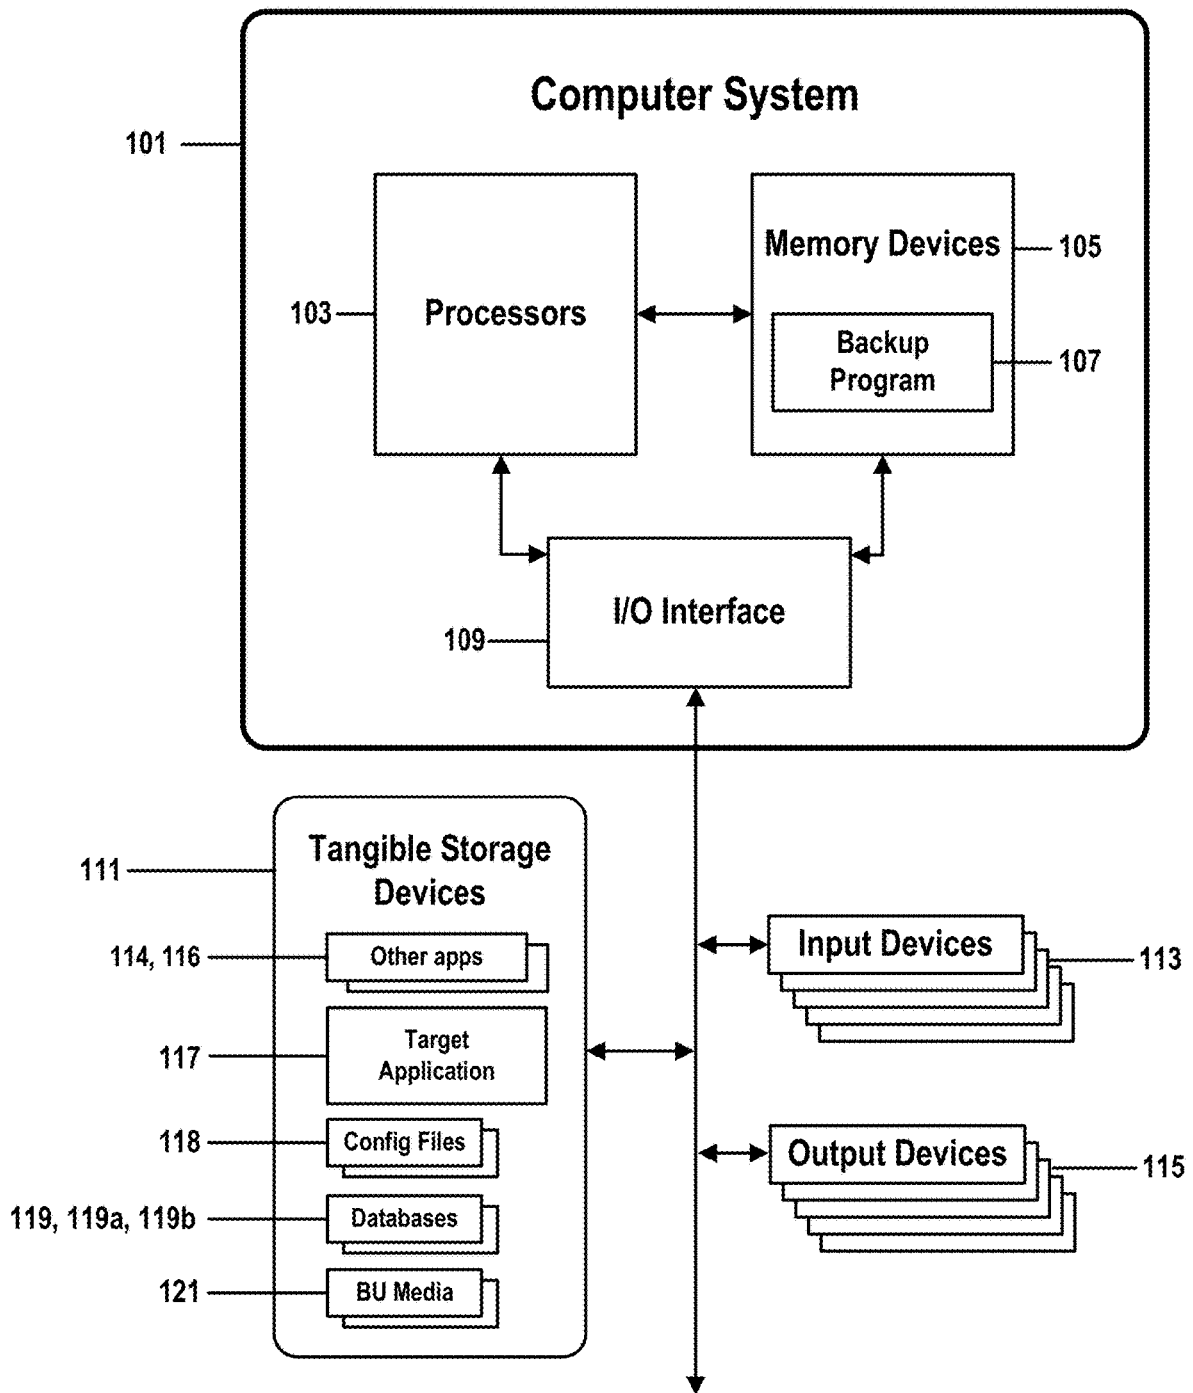 Computer System
101
Memory Devices
105
103
Processors
Backup
Program
107
I/O Interface
109
Tangible Storage
Devices
111
Other apps
114, 116
Input Devices
113
Target
Application
117
Config Files
118
Output Devices
115
Databases
119, 119a, 119b
BU Media
121